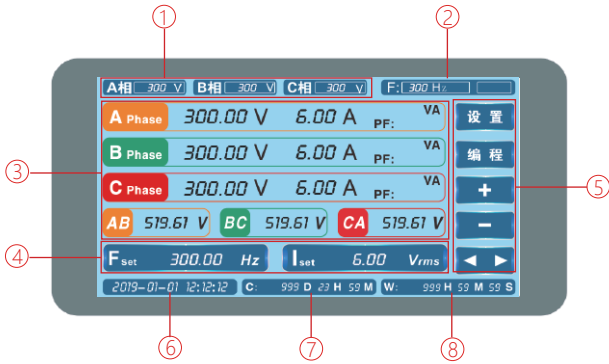 ① ②
A相 300 V B相 300 V C相 300 V F: 300 Hz
A Phase 300.00 V 6.00 A PF: VA
设置
B Phase 300.00 V 6.00 A PF: VA
编程
③ ⑤
C Phase 300.00 V 6.00 A PF: VA
+
AB 519.61 V BC 519.61 V CA 519.61 V
−
④ Fset 300.00 Hz Iset 6.00 Vrms
◀ ▶
2019-01-01 12:12:12 C: 999 D 23 H 59 M W: 999 H 59 M 59 S
⑥ ⑦ ⑧